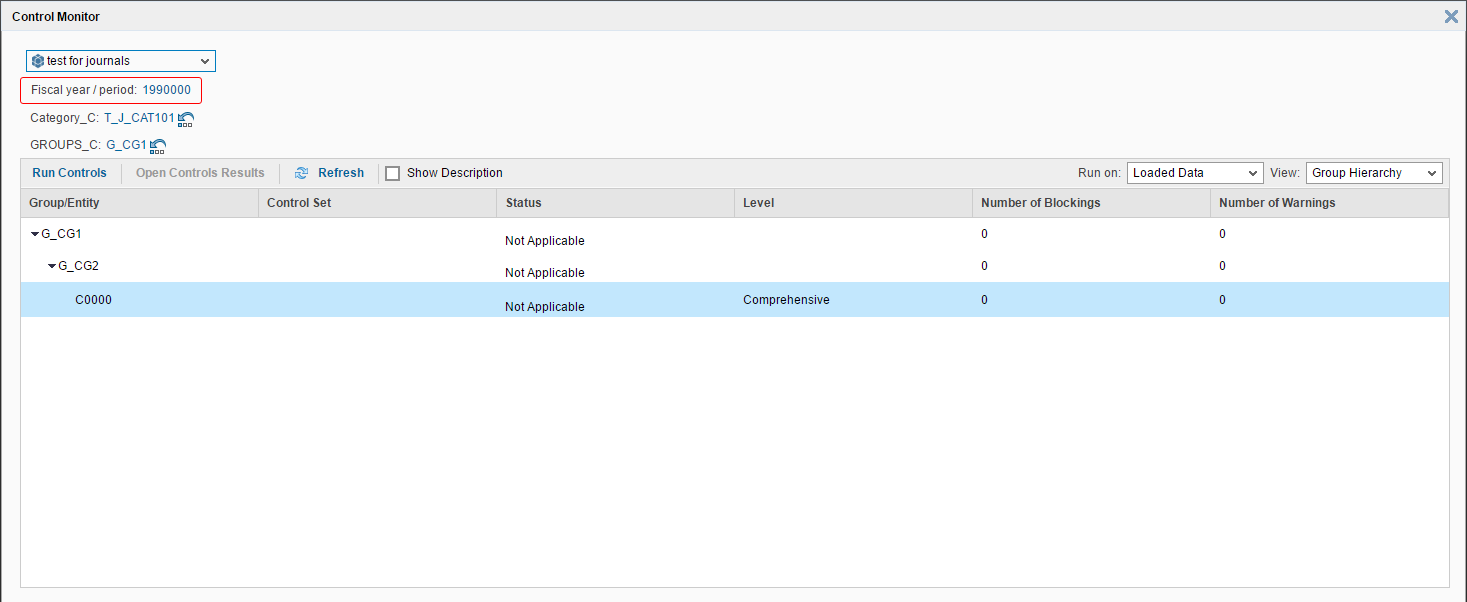 Control Monitor
test for journals
Fiscal year / period: 1990000
Category_C: T_J_CAT101
GROUPS_C: G_CG1
Run Controls Open Controls Results Refresh Show Description Run on: Loaded Data View: Group Hierarchy
Group/Entity Control Set Status Level Number of Blockings Number of Warnings
G_CG1 Not Applicable 0 0
G_CG2 Not Applicable 0 0
C0000 Not Applicable Comprehensive 0 0